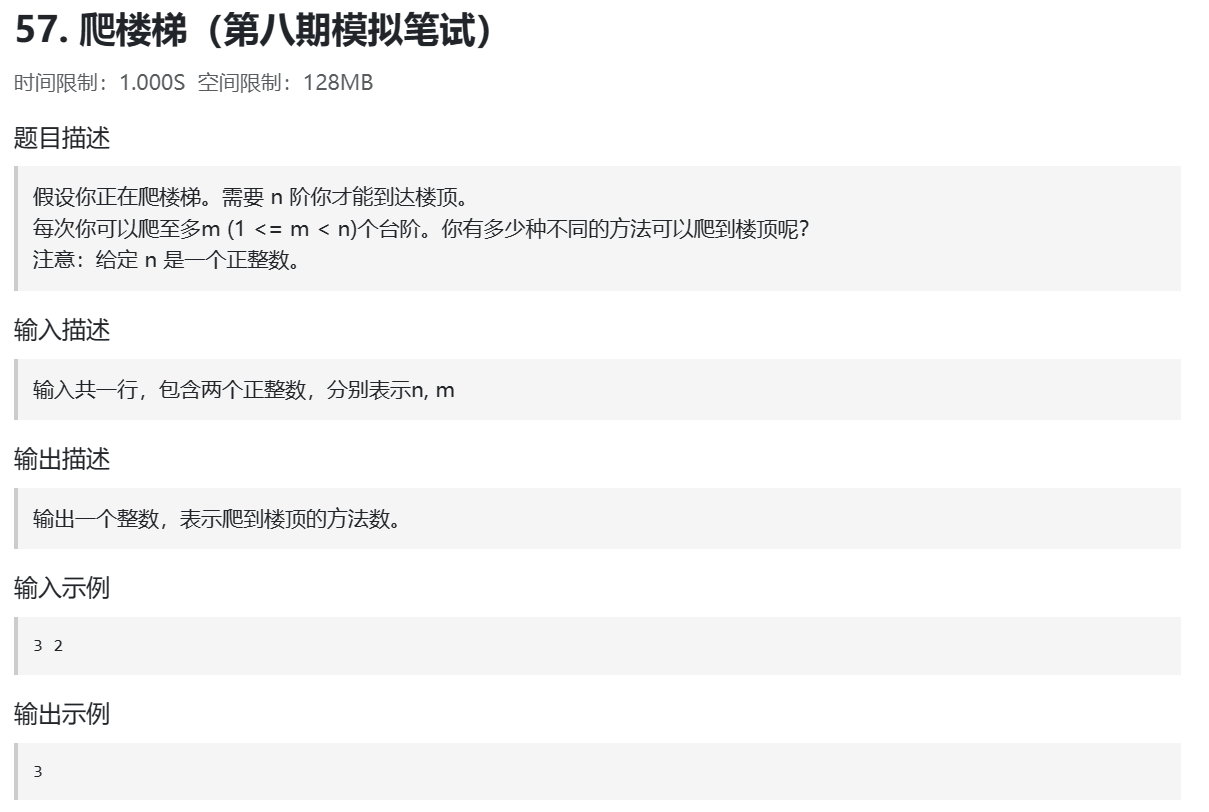 57. 爬楼梯（第八期模拟笔试）
时间限制：1.000S 空间限制：128MB
题目描述
假设你正在爬楼梯。需要 n 阶你才能到达楼顶。
每次你可以爬至多m (1 <= m < n)个台阶。你有多少种不同的方法可以爬到楼顶呢？
注意：给定 n 是一个正整数。
输入描述
输入共一行，包含两个正整数，分别表示n, m
输出描述
输出一个整数，表示爬到楼顶的方法数。
输入示例
3 2
输出示例
3